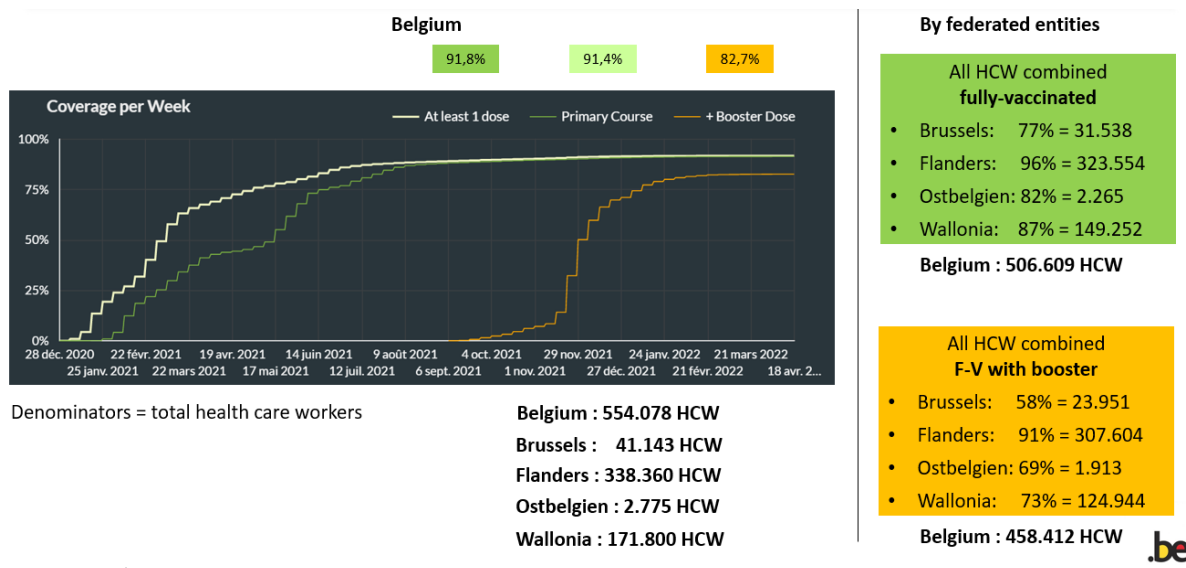 Belgium
91,8%
91,4%
82,7%
Coverage per Week
At least 1 dose
Primary Course
+ Booster Dose
100%
75%
50%
25%
0%
28 déc. 2020
25 janv. 2021
22 févr. 2021
22 mars 2021
19 avr. 2021
17 mai 2021
14 juin 2021
12 juil. 2021
9 août 2021
6 sept. 2021
4 oct. 2021
1 nov. 2021
29 nov. 2021
27 déc. 2021
24 janv. 2022
21 févr. 2022
21 mars 2022
18 avr. 2...
Denominators = total health care workers
Belgium : 554.078 HCW
Brussels : 41.143 HCW
Flanders : 338.360 HCW
Ostbelgien : 2.775 HCW
Wallonia : 171.800 HCW
By federated entities
All HCW combined
fully-vaccinated
• Brussels: 77% = 31.538
• Flanders: 96% = 323.554
• Ostbelgien: 82% = 2.265
• Wallonia: 87% = 149.252
Belgium : 506.609 HCW
All HCW combined
F-V with booster
• Brussels: 58% = 23.951
• Flanders: 91% = 307.604
• Ostbelgien: 69% = 1.913
• Wallonia: 73% = 124.944
Belgium : 458.412 HCW
.be